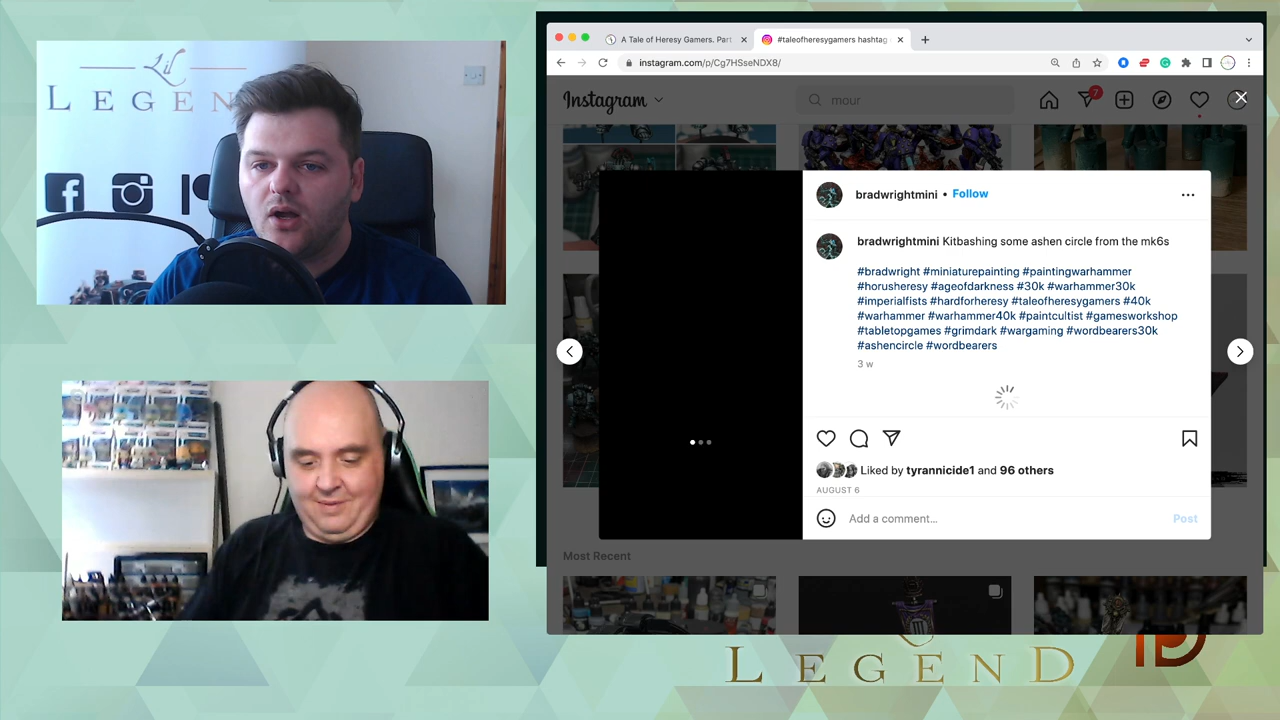 Lil
LEGEND
A Tale of Heresy Gamers. Part
#taleofheresygamers hashtag
instagram.com/p/Cg7HSseNDX8/
Instagram
mour
7
bradwrightmini • Follow
bradwrightmini Kitbashing some ashen circle from the mk6s
#bradwright #miniaturepainting #paintingwarhammer
#horusheresy #ageofdarkness #30k #warhammer30k
#imperialfists #hardforheresy #taleofheresygamers #40k
#warhammer #warhammer40k #paintcultist #gamesworkshop
#tabletopgames #grimdark #wargaming #wordbearers30k
#ashencircle #wordbearers
3 w
Liked by tyrannicide1 and 96 others
AUGUST 6
Add a comment...
Post
Most Recent
LEGEND